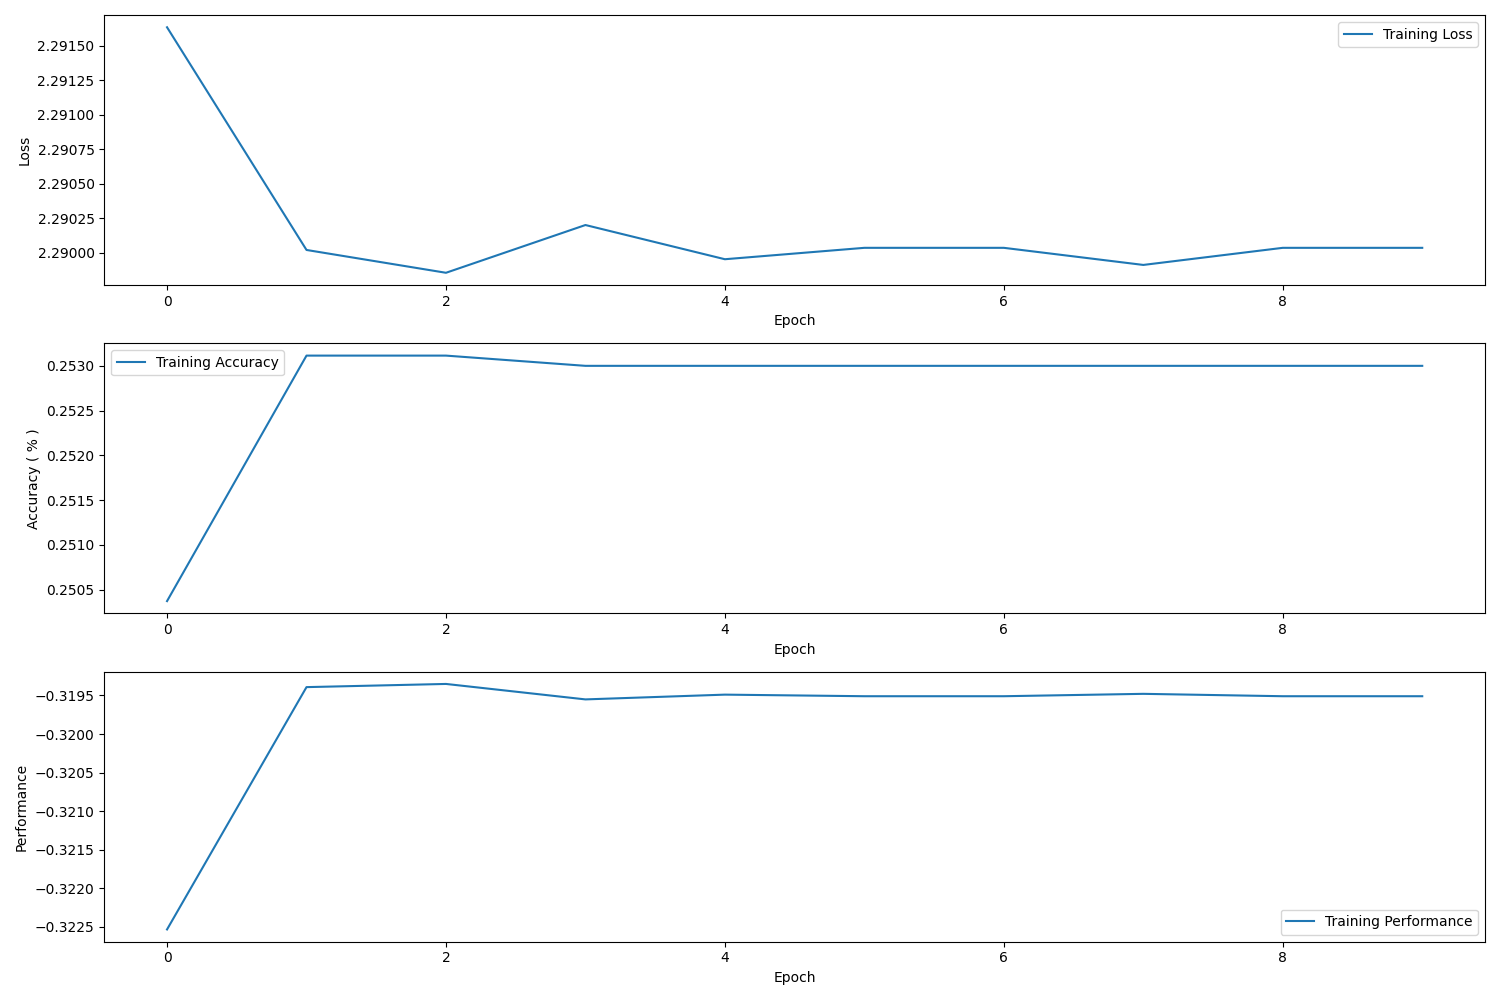 Training Loss
2.29150
2.29125
2.29100
2.29075
2.29050
2.29025
2.29000
Loss
0 2 4 6 8
Epoch
Training Accuracy
0.2530
0.2525
0.2520
0.2515
0.2510
0.2505
Accuracy ( % )
0 2 4 6 8
Epoch
−0.3195
−0.3200
−0.3205
−0.3210
−0.3215
−0.3220
−0.3225
Performance
Training Performance
0 2 4 6 8
Epoch